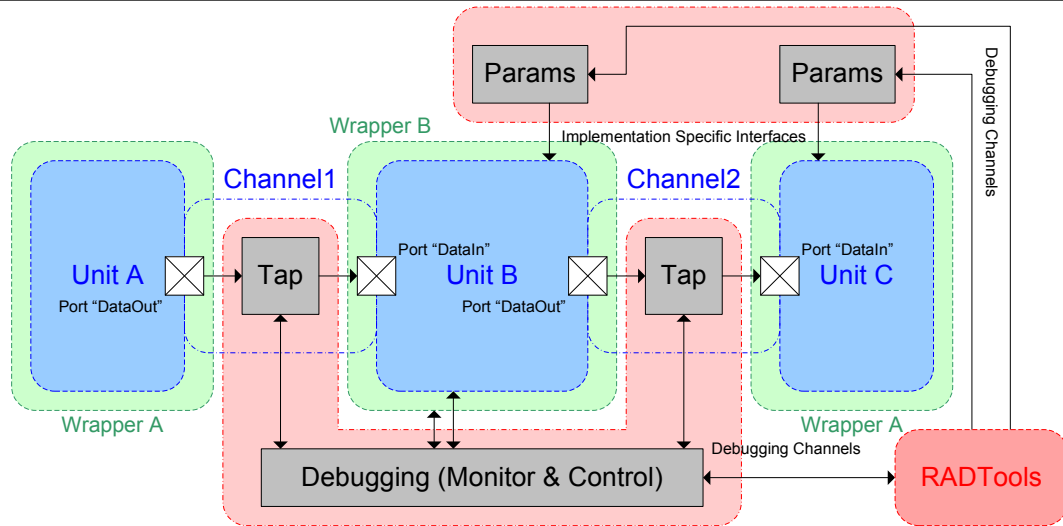 Params
Params
Debugging Channels
Wrapper B
Implementation Specific Interfaces
Channel1
Channel2
Port “DataIn”
Port “DataIn”
Unit A
Tap
Unit B
Tap
Unit C
Port “DataOut”
Port “DataOut”
Wrapper A
Wrapper A
Debugging Channels
Debugging (Monitor & Control)
RADTools